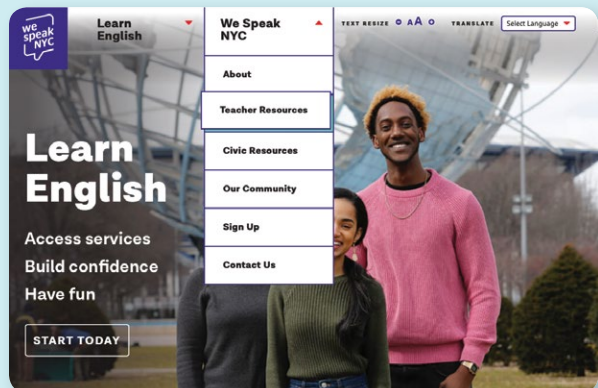 we
speak
NYC
Learn
English
We Speak
NYC
TEXT RESIZE
A A
TRANSLATE
Select Language
About
Teacher Resources
Civic Resources
Our Community
Sign Up
Contact Us
Learn
English
Access services
Build confidence
Have fun
START TODAY